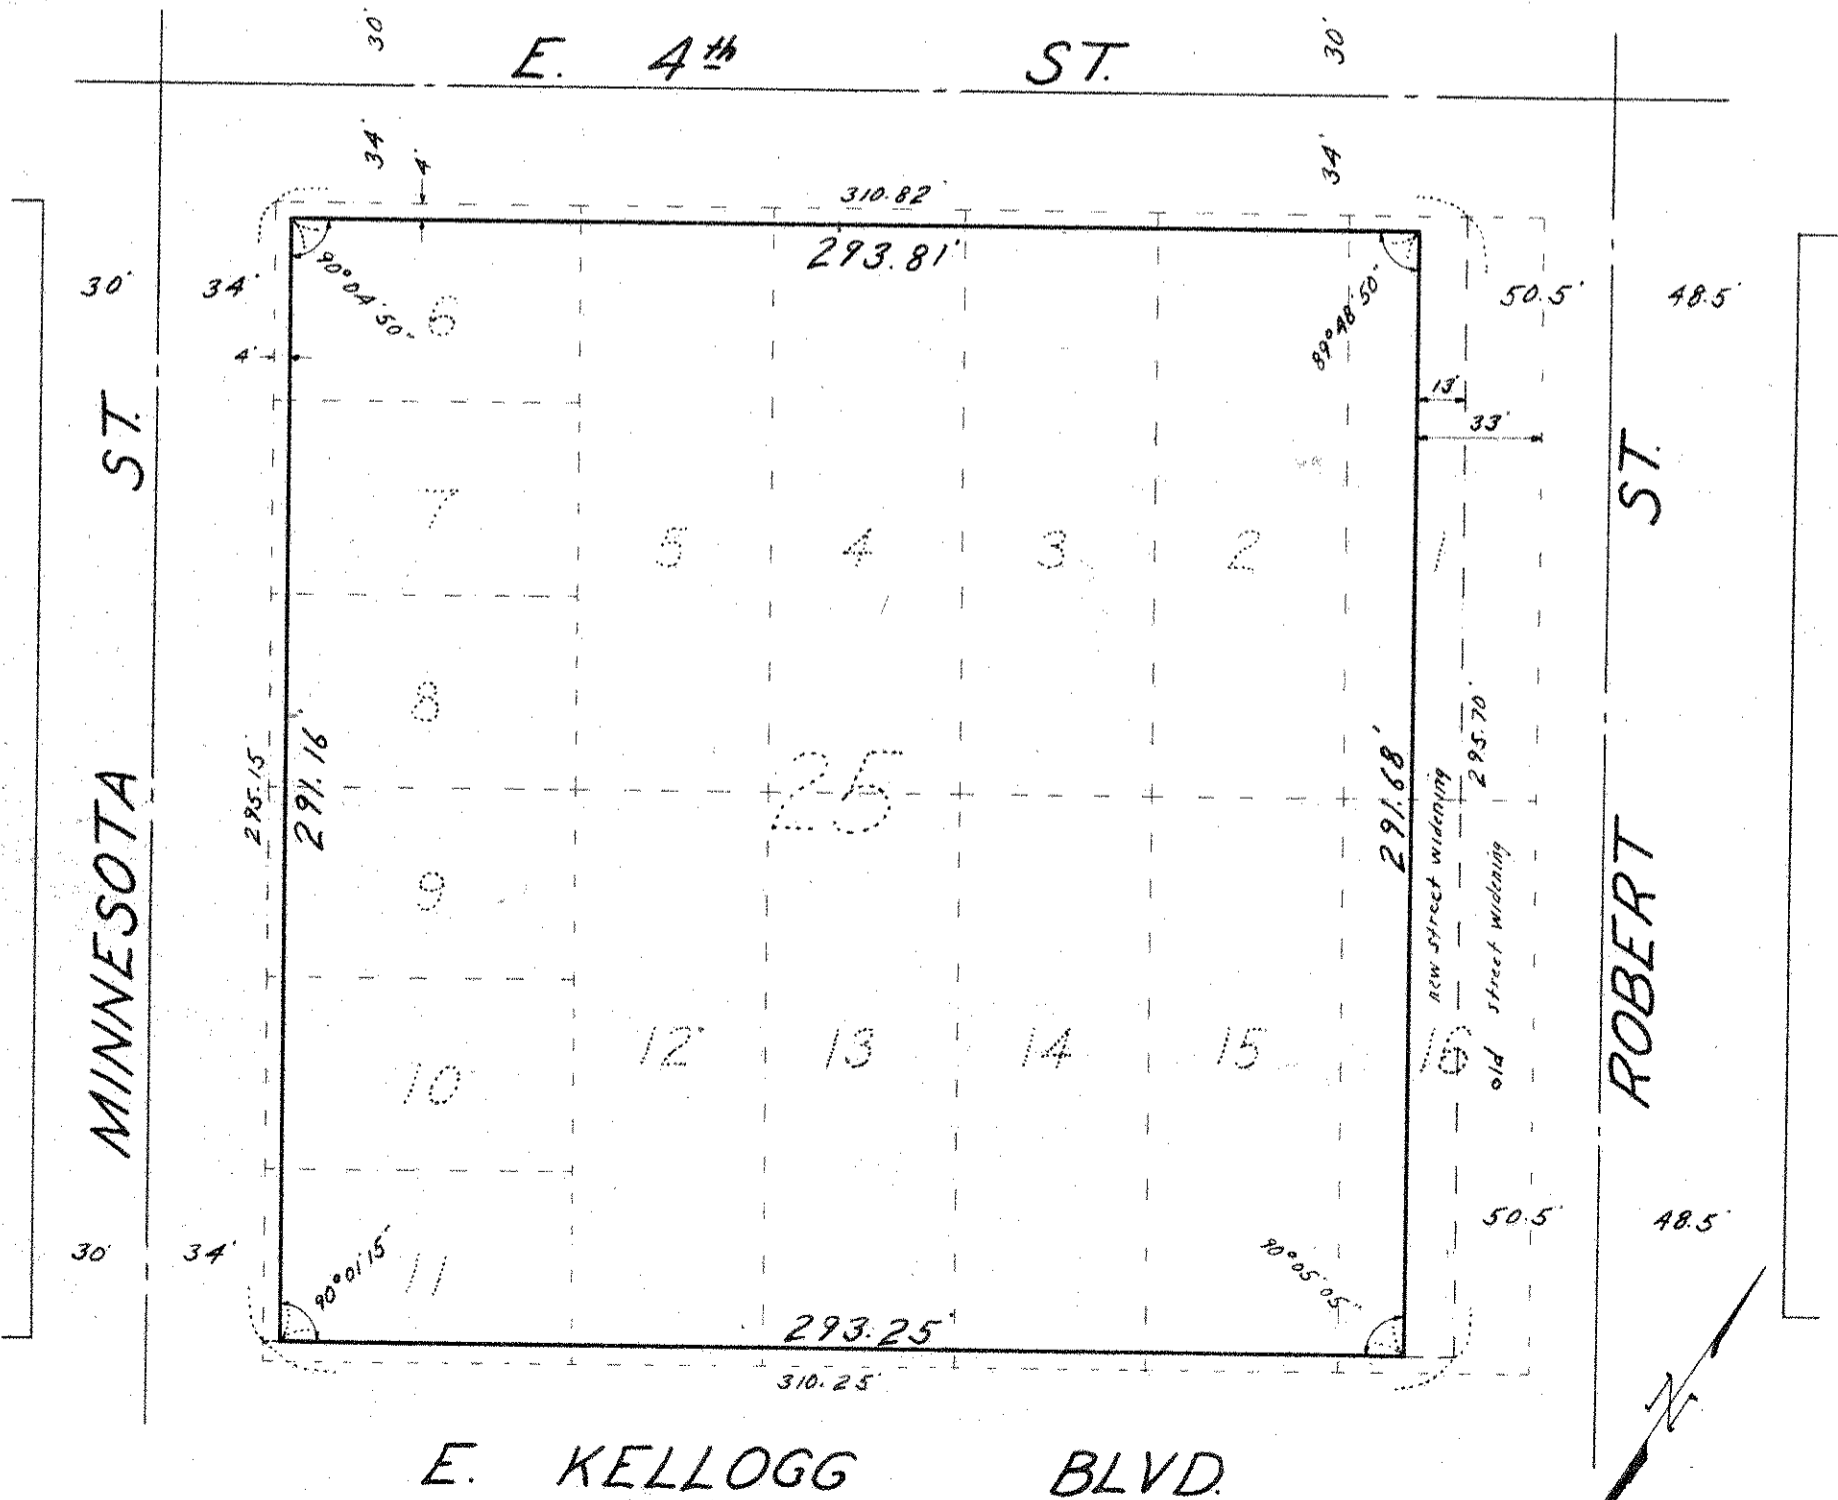 30' 30'
E. 4th ST.
34' 4' 34'
310.82'
293.81'
30' 34' 90°04'50" 6 89°48'50" 50.5' 48.5'
4' 13'
33'
MINNESOTA ST.
ROBERT ST.
7
5 4 3 2 1
8
295.15'
291.16'
25
291.68'
new street widening
295.70'
old street widening
9
10 12 13 14 15 16
30' 34' 90°01'15" 11 90°05'05" 50.5' 48.5'
293.25'
310.25'
N
E. KELLOGG BLVD.